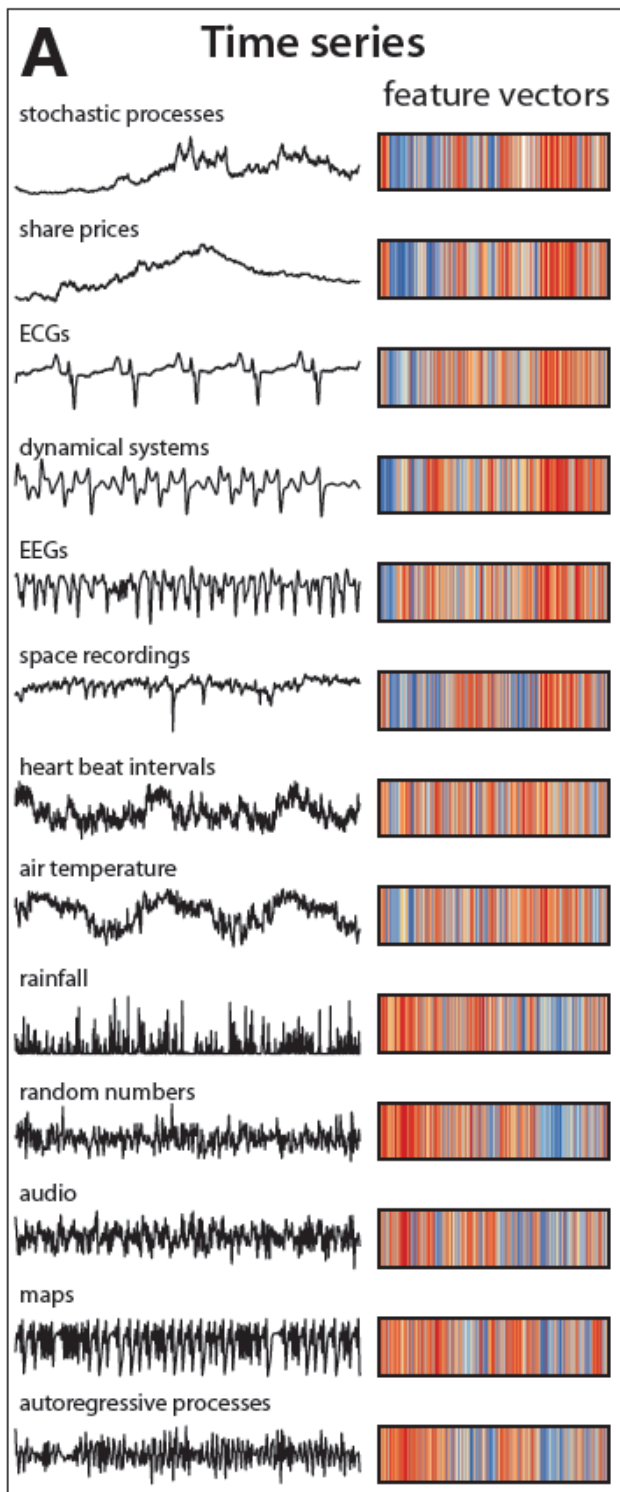 A
Time series
feature vectors
stochastic processes
share prices
ECGs
dynamical systems
EEGs
space recordings
heart beat intervals
air temperature
rainfall
random numbers
audio
maps
autoregressive processes